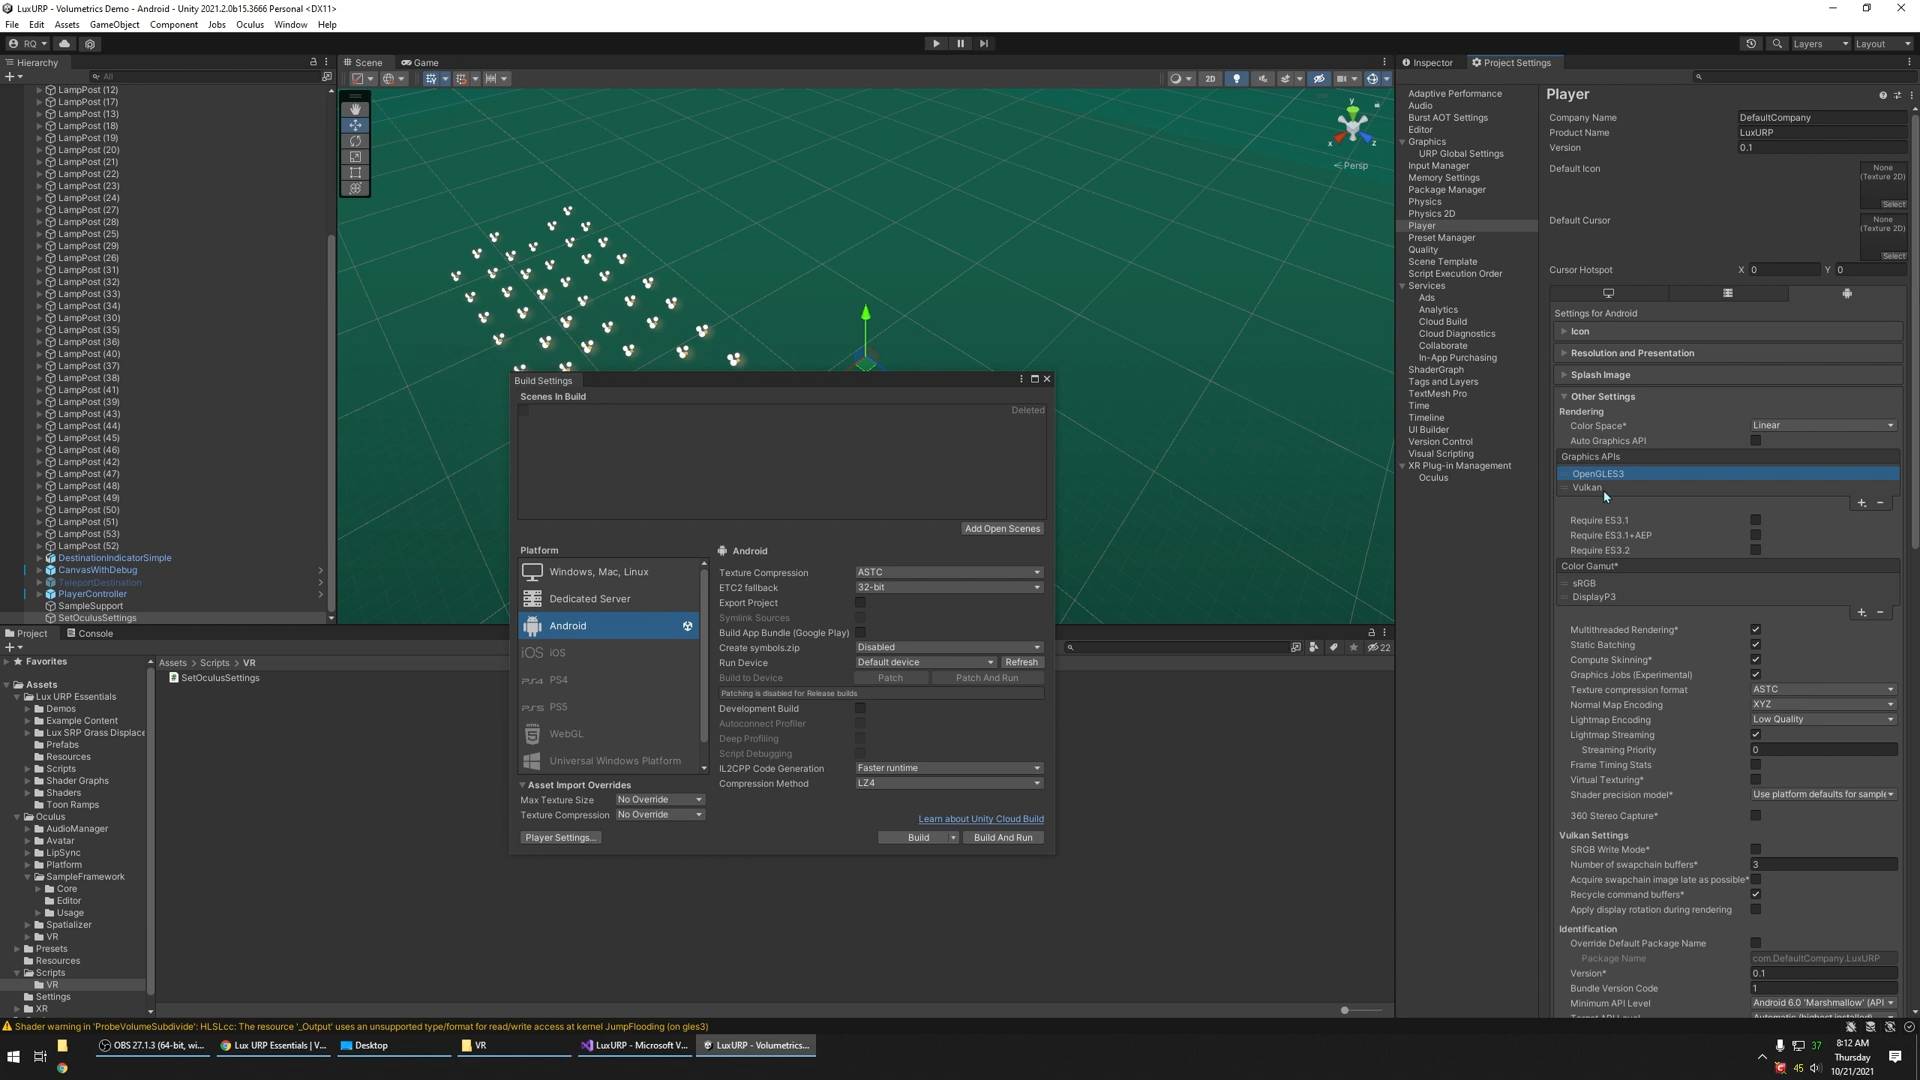 LuxURP - Volumetrics Demo - Android - Unity 2021.2.0b15.3666 Personal <DX11>
File Edit Assets GameObject Component Jobs Oculus Window Help
RQ
Layers
Layout
Hierarchy
All
LampPost (12)
LampPost (17)
LampPost (13)
LampPost (18)
LampPost (19)
LampPost (20)
LampPost (21)
LampPost (22)
LampPost (23)
LampPost (24)
LampPost (27)
LampPost (28)
LampPost (25)
LampPost (29)
LampPost (26)
LampPost (31)
LampPost (32)
LampPost (33)
LampPost (34)
LampPost (30)
LampPost (35)
LampPost (36)
LampPost (40)
LampPost (37)
LampPost (38)
LampPost (41)
LampPost (39)
LampPost (43)
LampPost (44)
LampPost (45)
LampPost (46)
LampPost (42)
LampPost (47)
LampPost (48)
LampPost (49)
LampPost (50)
LampPost (51)
LampPost (53)
LampPost (52)
DestinationIndicatorSimple
CanvasWithDebug
TeleportDestination
PlayerController
SampleSupport
SetOculusSettings
Scene
Game
2D
y
x
z
Persp
Build Settings
Scenes In Build
Deleted
Add Open Scenes
Platform
Windows, Mac, Linux
Dedicated Server
Android
iOS iOS
PS4
PS5
WebGL
Universal Windows Platform
Asset Import Overrides
Max Texture Size No Override
Texture Compression No Override
Player Settings...
Android
Texture Compression ASTC
ETC2 fallback 32-bit
Export Project
Symlink Sources
Build App Bundle (Google Play)
Create symbols.zip Disabled
Run Device Default device Refresh
Build to Device Patch Patch And Run
Patching is disabled for Release builds
Development Build
Autoconnect Profiler
Deep Profiling
Script Debugging
IL2CPP Code Generation Faster runtime
Compression Method LZ4
Learn about Unity Cloud Build
Build Build And Run
Project
Console
22
Favorites
Assets
Lux URP Essentials
Demos
Example Content
Lux SRP Grass Displace
Prefabs
Resources
Scripts
Shader Graphs
Shaders
Toon Ramps
Oculus
AudioManager
Avatar
LipSync
Platform
SampleFramework
Core
Editor
Usage
Spatializer
VR
Presets
Resources
Scripts
VR
Settings
XR
Assets > Scripts > VR
SetOculusSettings
Inspector
Project Settings
Adaptive Performance
Audio
Burst AOT Settings
Editor
Graphics
URP Global Settings
Input Manager
Memory Settings
Package Manager
Physics
Physics 2D
Player
Preset Manager
Quality
Scene Template
Script Execution Order
Services
Ads
Analytics
Cloud Build
Cloud Diagnostics
Collaborate
In-App Purchasing
ShaderGraph
Tags and Layers
TextMesh Pro
Time
Timeline
UI Builder
Version Control
Visual Scripting
XR Plug-in Management
Oculus
Player
Company Name DefaultCompany
Product Name LuxURP
Version 0.1
Default Icon
None
(Texture 2D)
Select
Default Cursor
None
(Texture 2D)
Select
Cursor Hotspot X 0 Y 0
Settings for Android
Icon
Resolution and Presentation
Splash Image
Other Settings
Rendering
Color Space* Linear
Auto Graphics API
Graphics APIs
OpenGLES3
Vulkan
Require ES3.1
Require ES3.1+AEP
Require ES3.2
Color Gamut*
sRGB
DisplayP3
Multithreaded Rendering*
Static Batching
Compute Skinning*
Graphics Jobs (Experimental)
Texture compression format ASTC
Normal Map Encoding XYZ
Lightmap Encoding Low Quality
Lightmap Streaming
Streaming Priority 0
Frame Timing Stats
Virtual Texturing*
Shader precision model* Use platform defaults for sample
360 Stereo Capture*
Vulkan Settings
SRGB Write Mode*
Number of swapchain buffers* 3
Acquire swapchain image late as possible*
Recycle command buffers*
Apply display rotation during rendering
Identification
Override Default Package Name
Package Name com.DefaultCompany.LuxURP
Version* 0.1
Bundle Version Code 1
Minimum API Level Android 6.0 'Marshmallow' (API
Target API Level Automatic (highest installed)
Shader warning in 'ProbeVolumeSubdivide': HLSLcc: The resource '_Output' uses an unsupported type/format for read/write access at kernel JumpFlooding (on gles3)
OBS 27.1.3 (64-bit, wi...
Lux URP Essentials | V...
Desktop
VR
LuxURP - Microsoft V...
LuxURP - Volumetrics...
37
45
8:12 AM
Thursday
10/21/2021